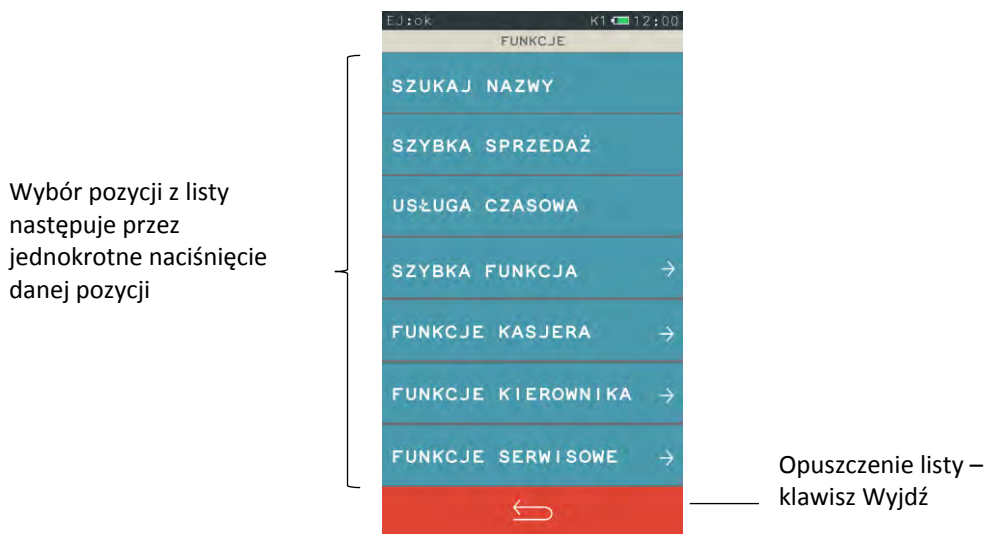 EJ:ok K1 12:00
FUNKCJE
SZUKAJ NAZWY
SZYBKA SPRZEDAŻ
USŁUGA CZASOWA
SZYBKA FUNKCJA
FUNKCJE KASJERA
FUNKCJE KIEROWNIKA
FUNKCJE SERWISOWE
Wybór pozycji z listy
następuje przez
jednokrotne naciśnięcie
danej pozycji
Opuszczenie listy –
klawisz Wyjdź